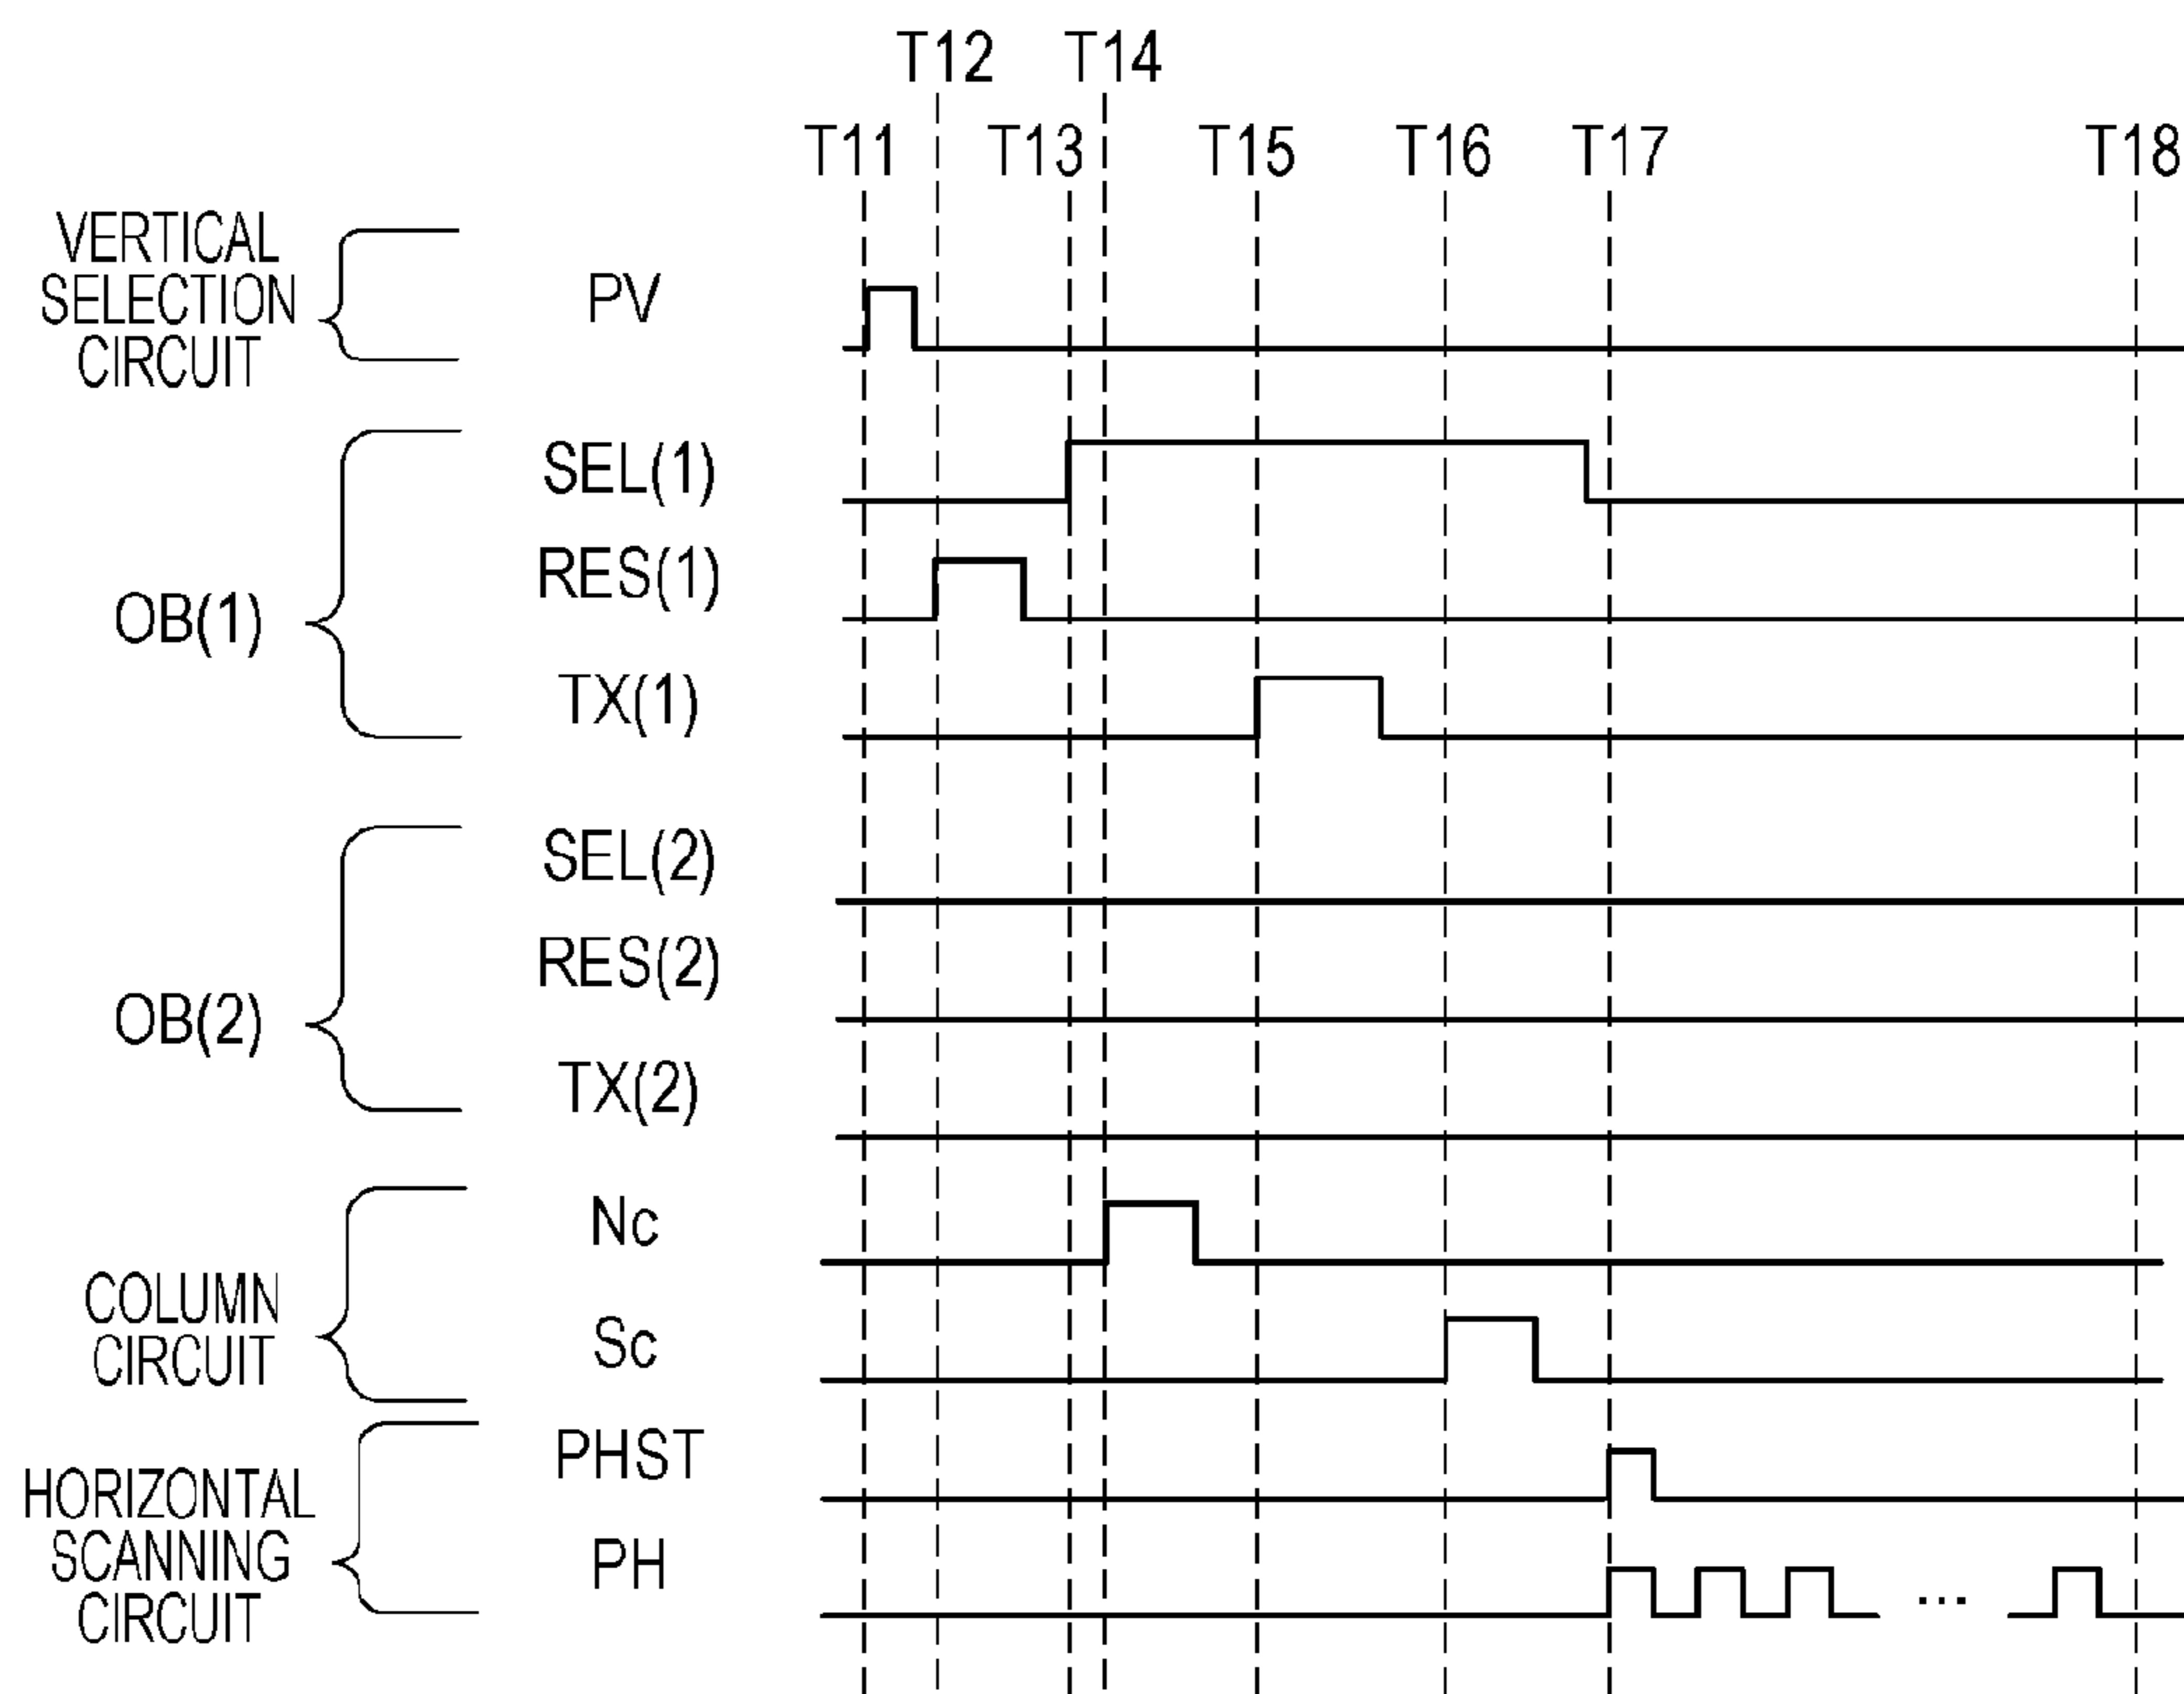 T12 T14
T11 T13 T15 T16 T17 T18
VERTICAL
SELECTION
CIRCUIT
PV
OB(1)
SEL(1)
RES(1)
TX(1)
OB(2)
SEL(2)
RES(2)
TX(2)
COLUMN
CIRCUIT
Nc
Sc
HORIZONTAL
SCANNING
CIRCUIT
PHST
PH
...